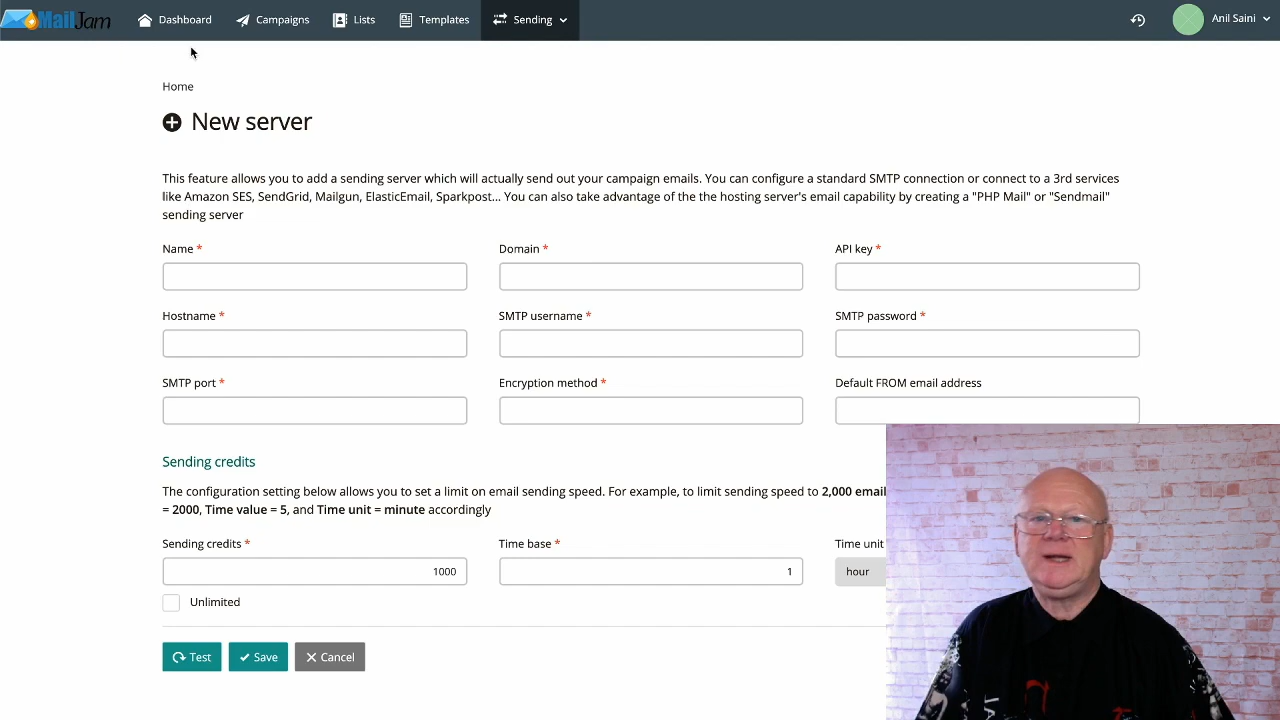 MailJam Dashboard Campaigns Lists Templates Sending Anil Saini
Home
New server
This feature allows you to add a sending server which will actually send out your campaign emails. You can configure a standard SMTP connection or connect to a 3rd services
like Amazon SES, SendGrid, Mailgun, ElasticEmail, Sparkpost... You can also take advantage of the the hosting server's email capability by creating a "PHP Mail" or "Sendmail"
sending server
Name * Domain * API key *
Hostname * SMTP username * SMTP password *
SMTP port * Encryption method * Default FROM email address
Sending credits
The configuration setting below allows you to set a limit on email sending speed. For example, to limit sending speed to 2,000 email
= 2000, Time value = 5, and Time unit = minute accordingly
Sending credits * Time base * Time unit
1000 1 hour
Unlimited
Test Save Cancel